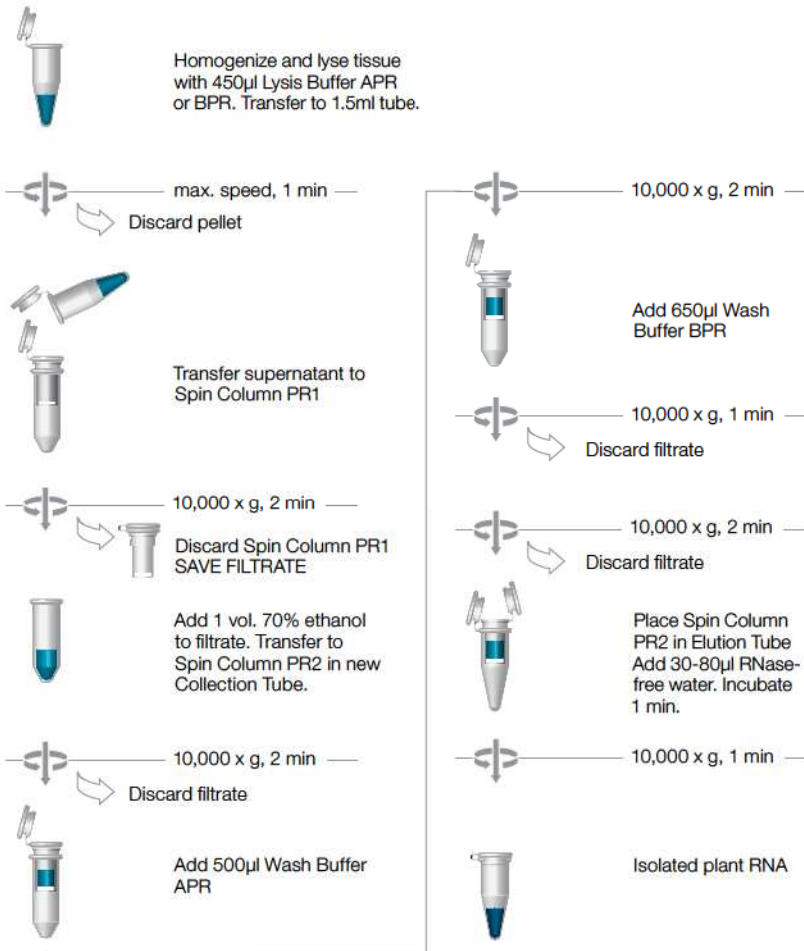 Homogenize and lyse tissue
with 450µl Lysis Buffer APR
or BPR. Transfer to 1.5ml tube.
max. speed, 1 min
Discard pellet
Transfer supernatant to
Spin Column PR1
10,000 x g, 2 min
Discard Spin Column PR1
SAVE FILTRATE
Add 1 vol. 70% ethanol
to filtrate. Transfer to
Spin Column PR2 in new
Collection Tube.
10,000 x g, 2 min
Discard filtrate
Add 500µl Wash Buffer
APR
10,000 x g, 2 min
Add 650µl Wash
Buffer BPR
10,000 x g, 1 min
Discard filtrate
10,000 x g, 2 min
Discard filtrate
Place Spin Column
PR2 in Elution Tube
Add 30-80µl RNase-
free water. Incubate
1 min.
10,000 x g, 1 min
Isolated plant RNA